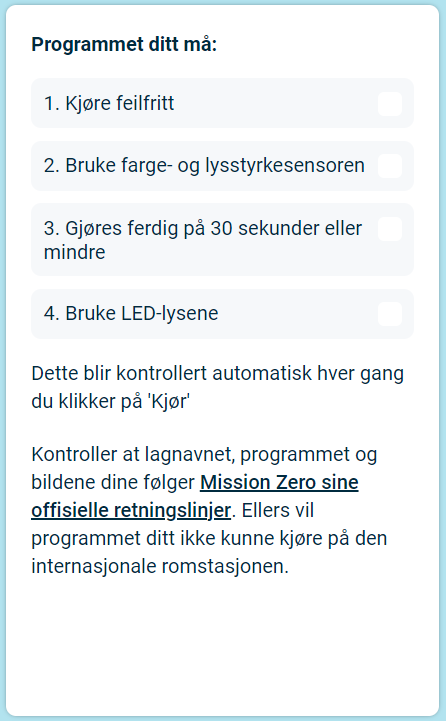 Programmet ditt må:
1. Kjøre feilfritt
2. Bruke farge- og lysstyrkesensoren
3. Gjøres ferdig på 30 sekunder eller
mindre
4. Bruke LED-lysene
Dette blir kontrollert automatisk hver gang
du klikker på 'Kjør'
Kontroller at lagnavnet, programmet og
bildene dine følger Mission Zero sine
offisielle retningslinjer. Ellers vil
programmet ditt ikke kunne kjøre på den
internasjonale romstasjonen.